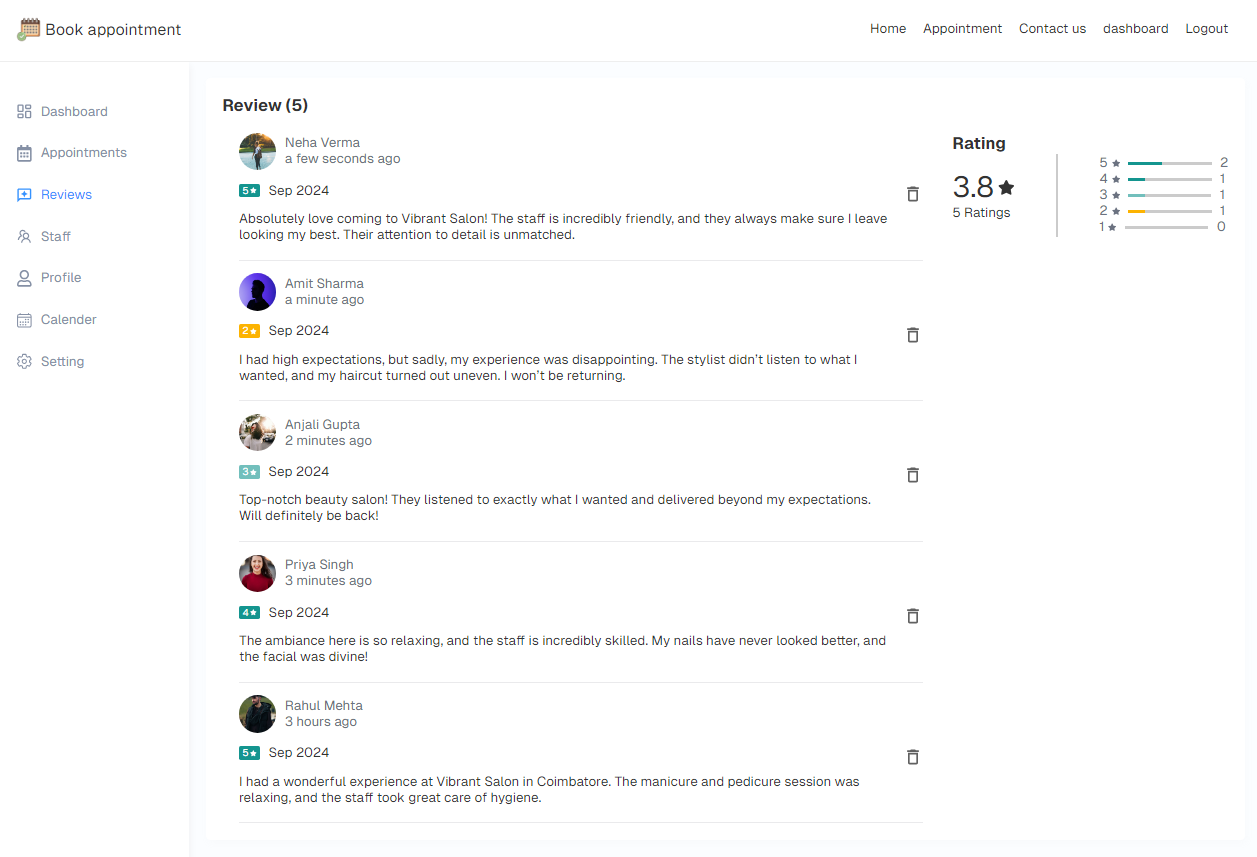 Book appointment
Home Appointment Contact us dashboard Logout
Dashboard
Appointments
Reviews
Staff
Profile
Calender
Setting
Review (5)
Neha Verma
a few seconds ago
5★ Sep 2024
Absolutely love coming to Vibrant Salon! The staff is incredibly friendly, and they always make sure I leave
looking my best. Their attention to detail is unmatched.
Amit Sharma
a minute ago
2★ Sep 2024
I had high expectations, but sadly, my experience was disappointing. The stylist didn't listen to what I
wanted, and my haircut turned out uneven. I won't be returning.
Anjali Gupta
2 minutes ago
3★ Sep 2024
Top-notch beauty salon! They listened to exactly what I wanted and delivered beyond my expectations.
Will definitely be back!
Priya Singh
3 minutes ago
4★ Sep 2024
The ambiance here is so relaxing, and the staff is incredibly skilled. My nails have never looked better, and
the facial was divine!
Rahul Mehta
3 hours ago
5★ Sep 2024
I had a wonderful experience at Vibrant Salon in Coimbatore. The manicure and pedicure session was
relaxing, and the staff took great care of hygiene.
Rating
3.8★
5 Ratings
5★ 2
4★ 1
3★ 1
2★ 1
1★ 0